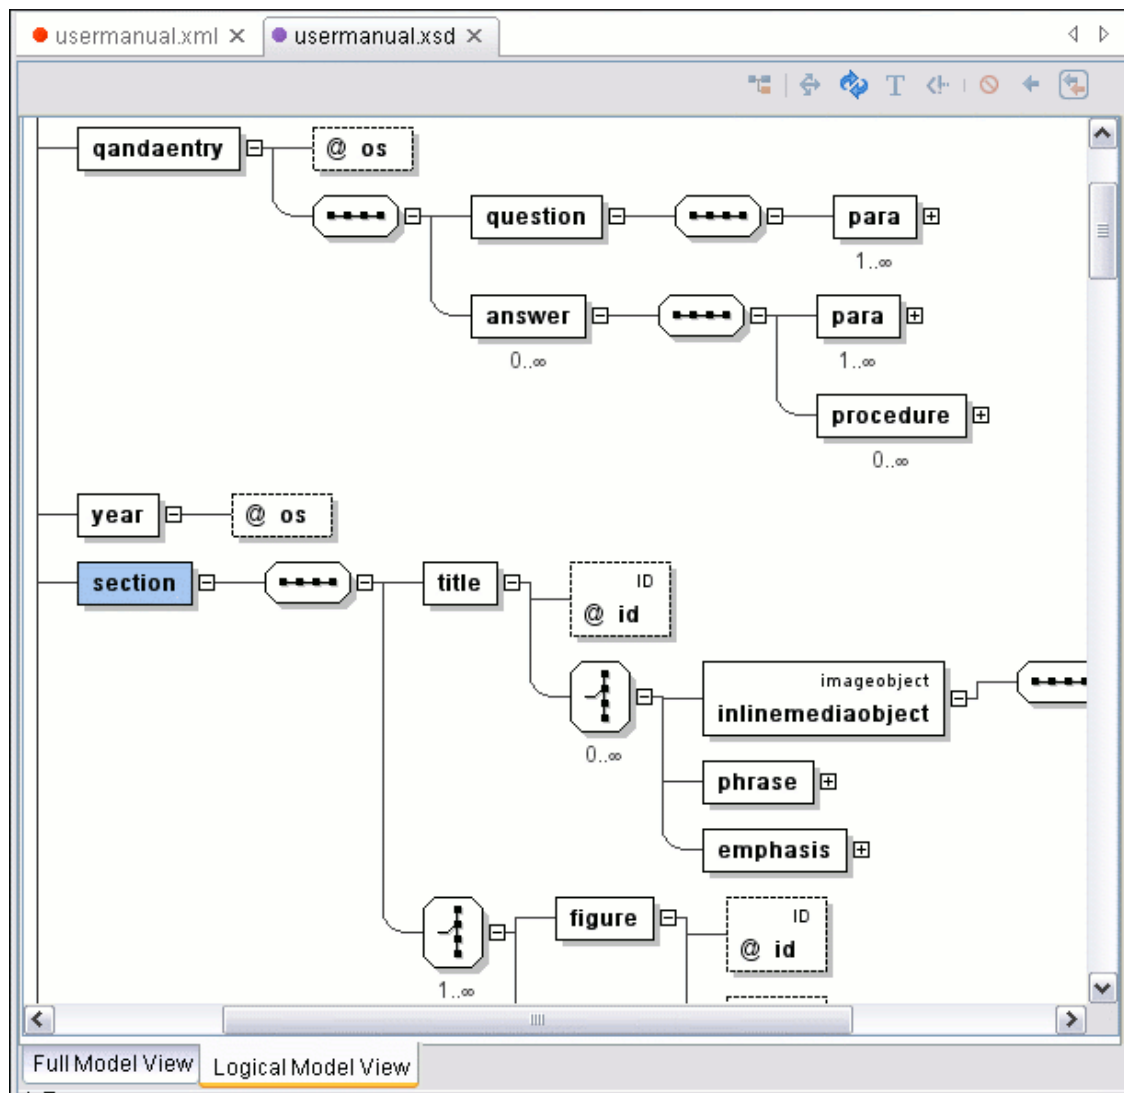 usermanual.xml
usermanual.xsd
T
qandaentry
@ os
question
para
1..∞
answer
para
0..∞
1..∞
procedure
0..∞
year
@ os
section
title
ID
@ id
imageobject
inlinemediaobject
0..∞
phrase
emphasis
figure
ID
@ id
1..∞
Full Model View
Logical Model View